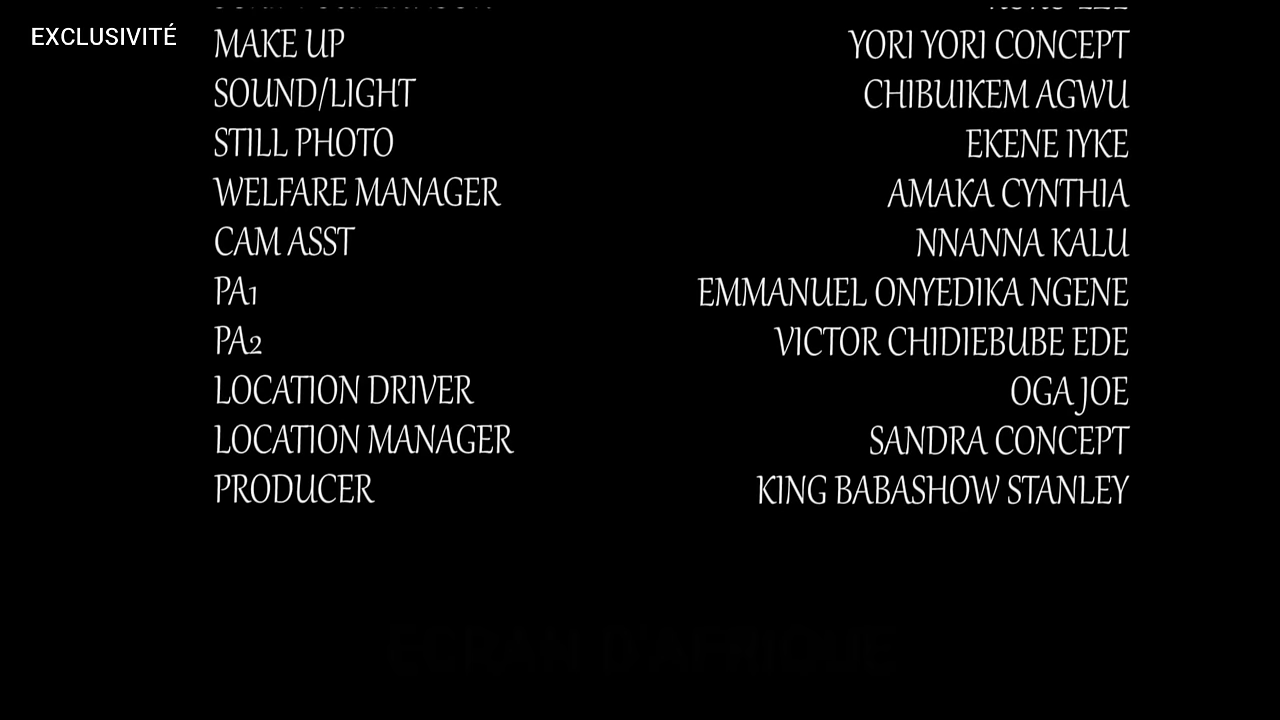 EXCLUSIVITÉ
MAKE UP YORI YORI CONCEPT
SOUND/LIGHT CHIBUIKEM AGWU
STILL PHOTO EKENE IYKE
WELFARE MANAGER AMAKA CYNTHIA
CAM ASST NNANNA KALU
PA1 EMMANUEL ONYEDIKA NGENE
PA2 VICTOR CHIDIEBUBE EDE
LOCATION DRIVER OGA JOE
LOCATION MANAGER SANDRA CONCEPT
PRODUCER KING BABASHOW STANLEY
ECRAN D'AFRIQUE